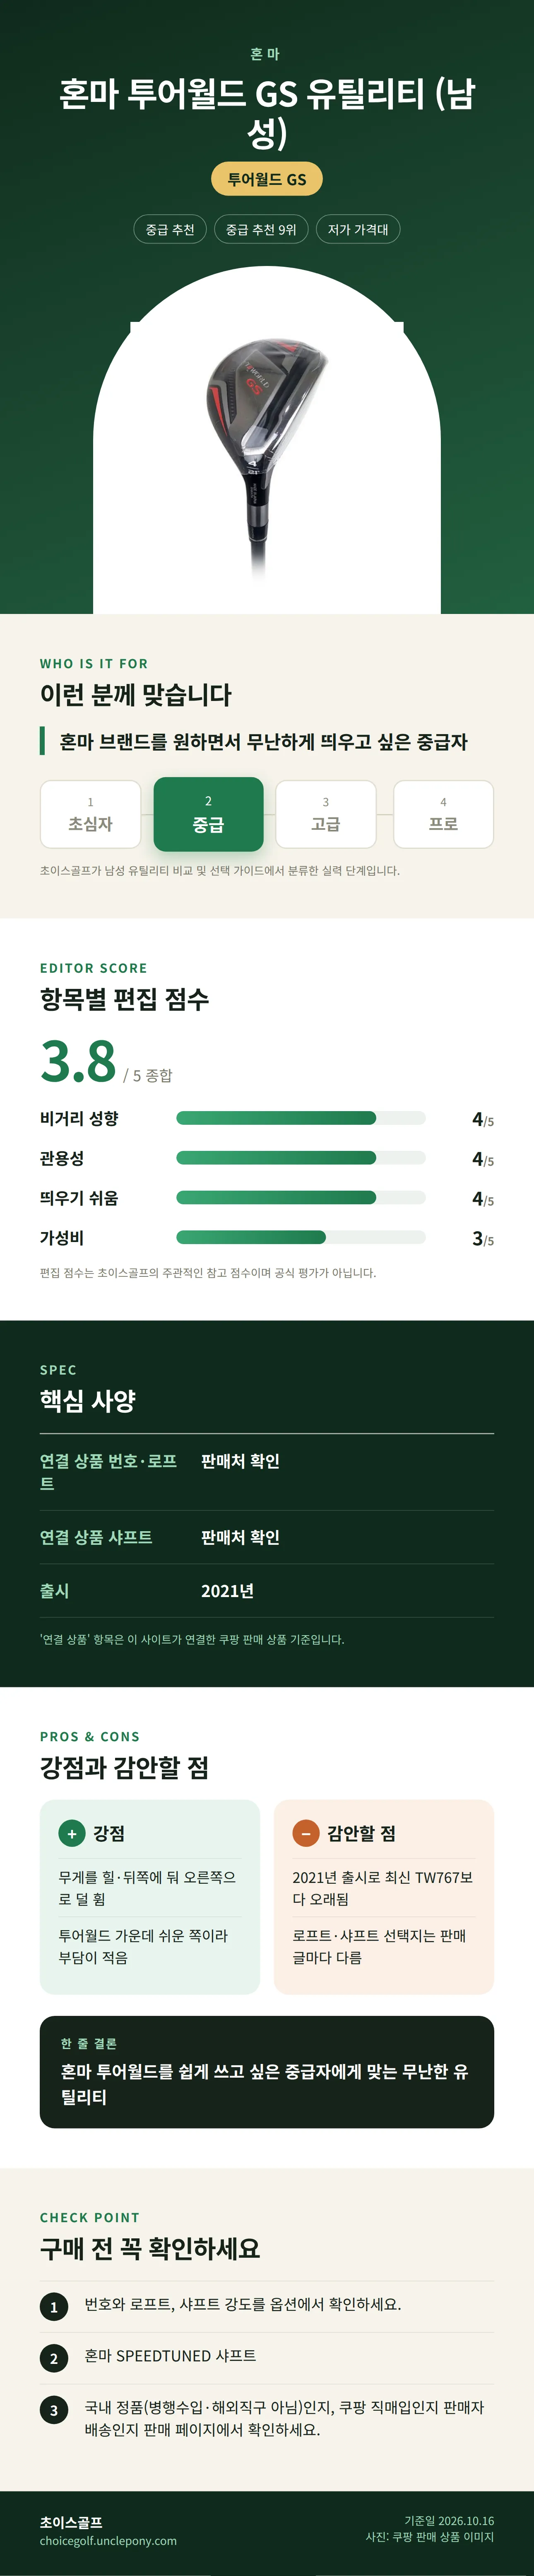 혼마
혼마 투어월드 GS 유틸리티 (남
성)
투어월드 GS
중급 추천
중급 추천 9위
저가 가격대
GS
WHO IS IT FOR
이런 분께 맞습니다
혼마 브랜드를 원하면서 무난하게 띄우고 싶은 중급자
1
초심자
2
중급
3
고급
4
프로
초이스골프가 남성 유틸리티 비교 및 선택 가이드에서 분류한 실력 단계입니다.
EDITOR SCORE
항목별 편집 점수
3.8 / 5 종합
비거리 성향 4/5
관용성 4/5
띄우기 쉬움 4/5
가성비 3/5
편집 점수는 초이스골프의 주관적인 참고 점수이며 공식 평가가 아닙니다.
SPEC
핵심 사양
연결 상품 번호·로프
트
판매처 확인
연결 상품 샤프트 판매처 확인
출시 2021년
'연결 상품' 항목은 이 사이트가 연결한 쿠팡 판매 상품 기준입니다.
PROS & CONS
강점과 감안할 점
+ 강점
무게를 힐·뒤쪽에 둬 오른쪽으
로 덜 휨
투어월드 가운데 쉬운 쪽이라
부담이 적음
− 감안할 점
2021년 출시로 최신 TW767보
다 오래됨
로프트·샤프트 선택지는 판매
글마다 다름
한 줄 결론
혼마 투어월드를 쉽게 쓰고 싶은 중급자에게 맞는 무난한 유
틸리티
CHECK POINT
구매 전 꼭 확인하세요
1 번호와 로프트, 샤프트 강도를 옵션에서 확인하세요.
2 혼마 SPEEDTUNED 샤프트
3 국내 정품(병행수입·해외직구 아님)인지, 쿠팡 직매입인지 판매자
배송인지 판매 페이지에서 확인하세요.
초이스골프
choicegolf.unclepony.com
기준일 2026.10.16
사진: 쿠팡 판매 상품 이미지